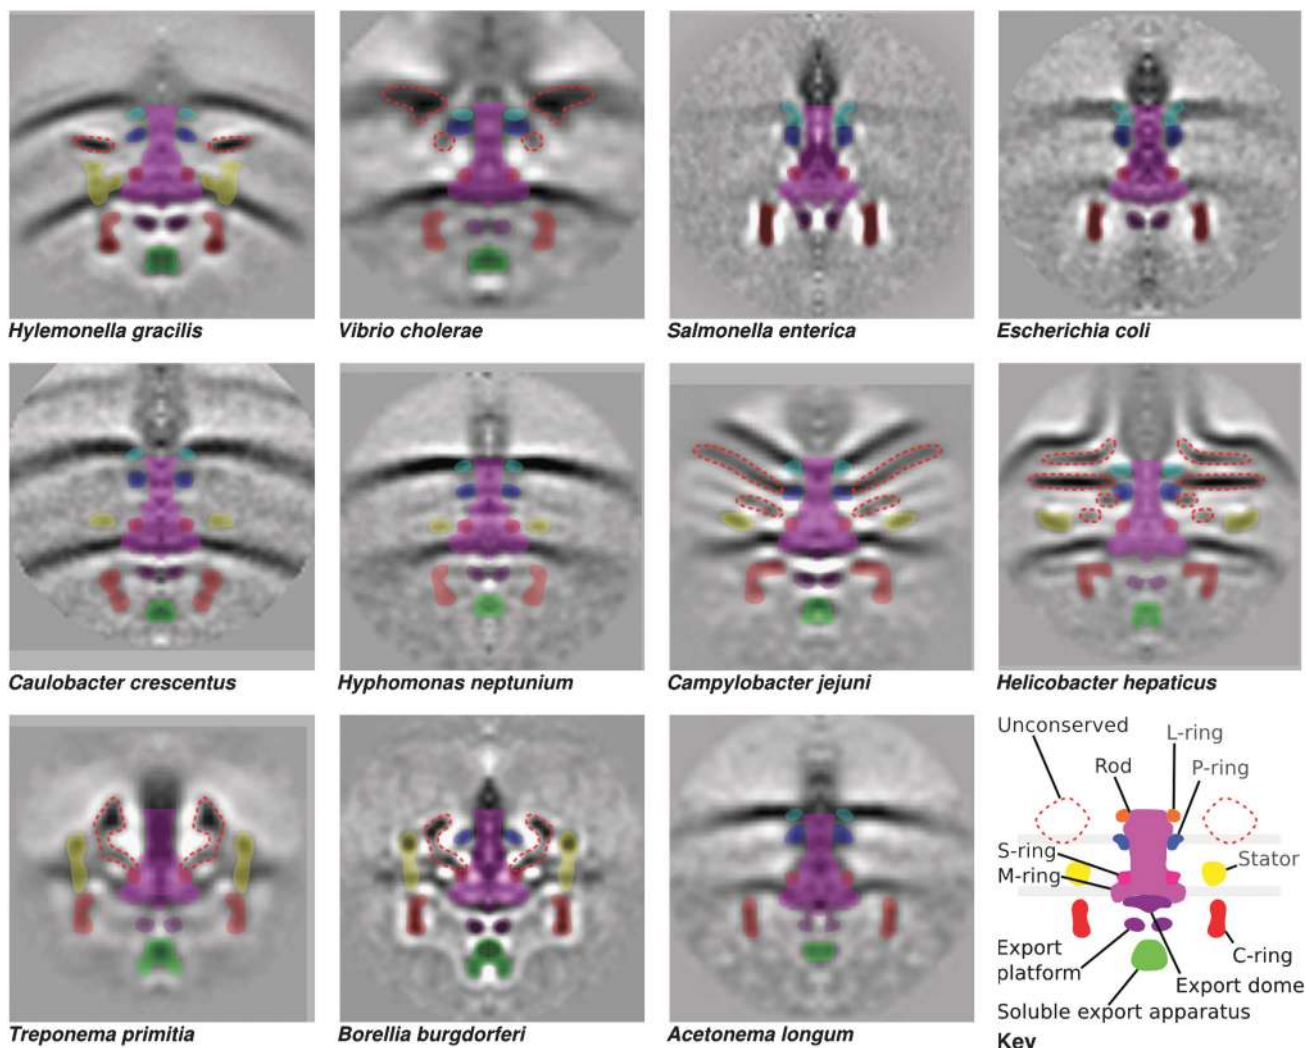 Hylemonella gracilis
Vibrio cholerae
Salmonella enterica
Escherichia coli
Caulobacter crescentus
Hyphomonas neptunium
Campylobacter jejuni
Helicobacter hepaticus
Unconserved
L-ring
Rod
P-ring
S-ring
M-ring
Stator
Export
platform
C-ring
Export dome
Soluble export apparatus
Treponema primitia
Borellia burgdorferi
Acetonema longum
Key